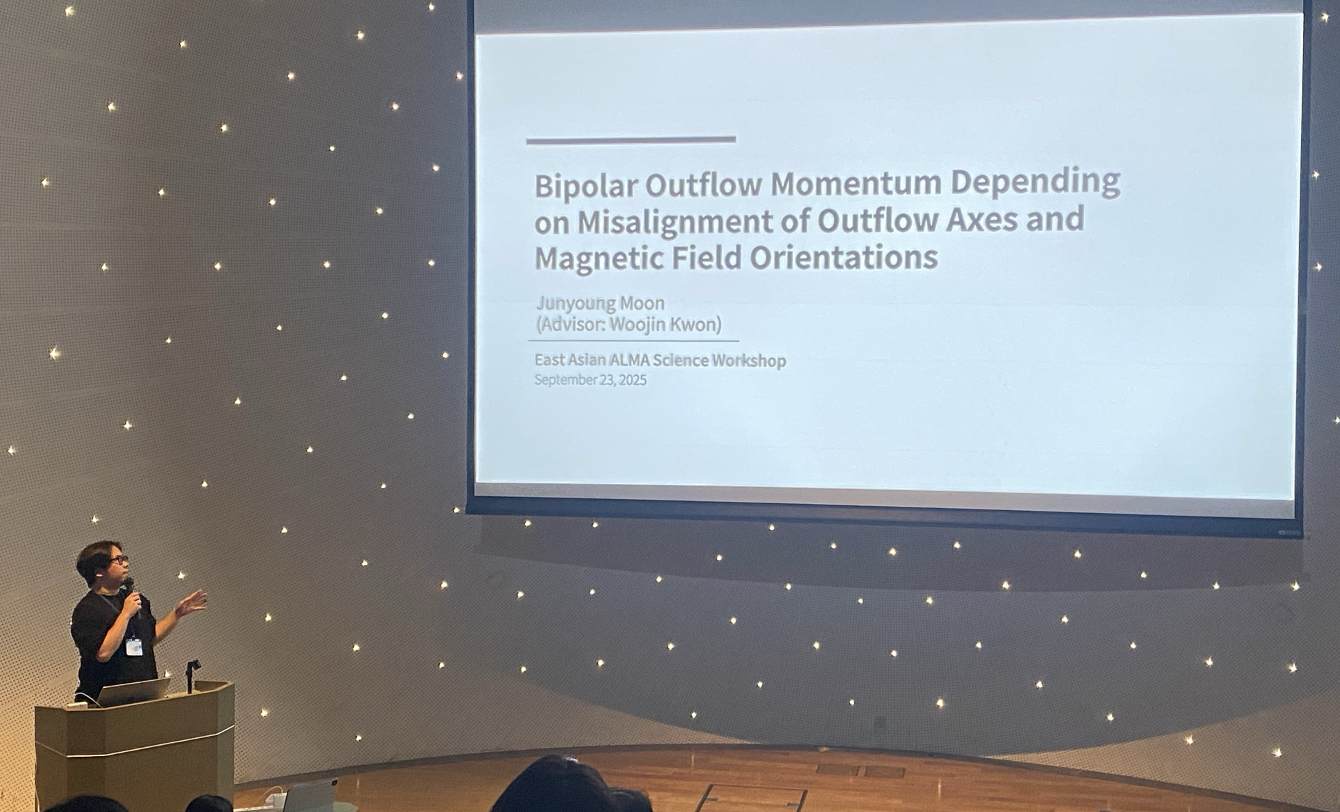 Bipolar Outflow Momentum Depending
on Misalignment of Outflow Axes and
Magnetic Field Orientations
Junyoung Moon
(Advisor: Woojin Kwon)
East Asian ALMA Science Workshop
September 23, 2025